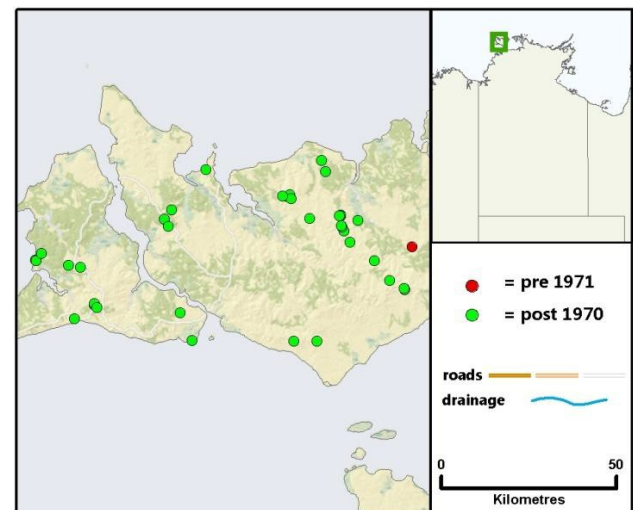 = pre 1971
= post 1970
roads
drainage
0 50
Kilometres